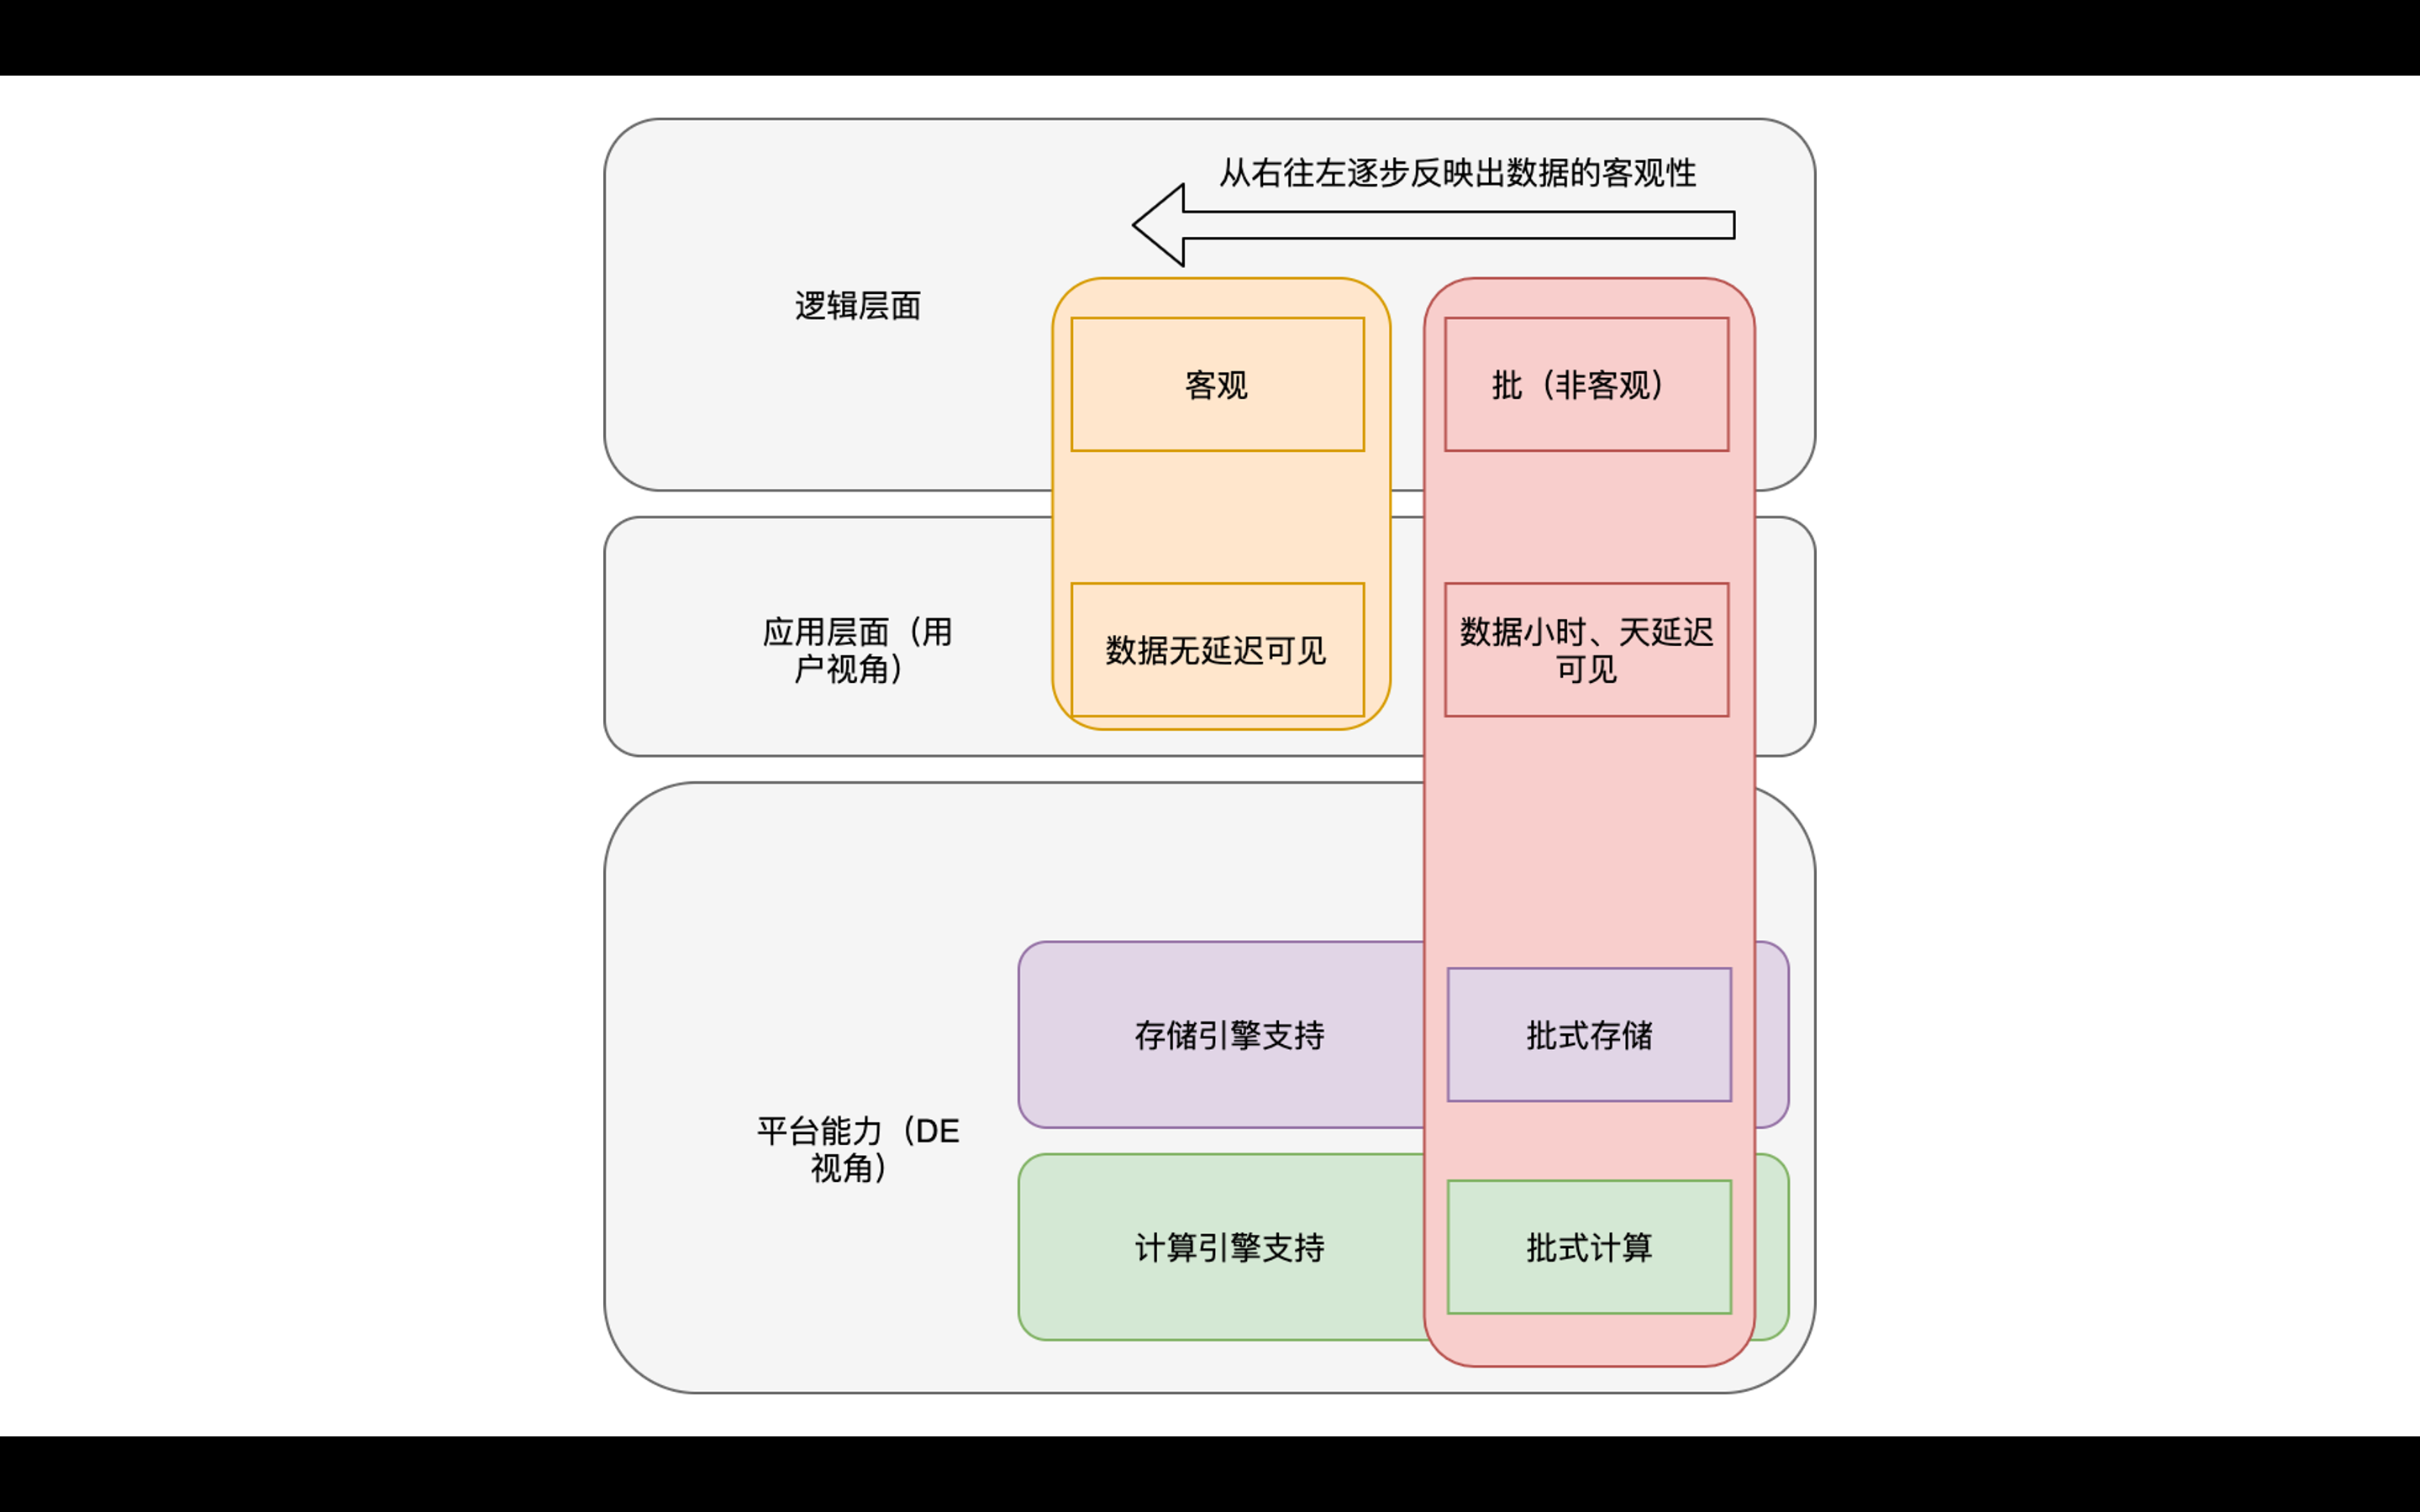 从右往左逐步反映出数据的客观性
逻辑层面
客观
批（非客观）
应用层面（用
户视角）
数据无延迟可见
数据小时、天延迟
可见
存储引擎支持
批式存储
平台能力（DE
视角）
计算引擎支持
批式计算